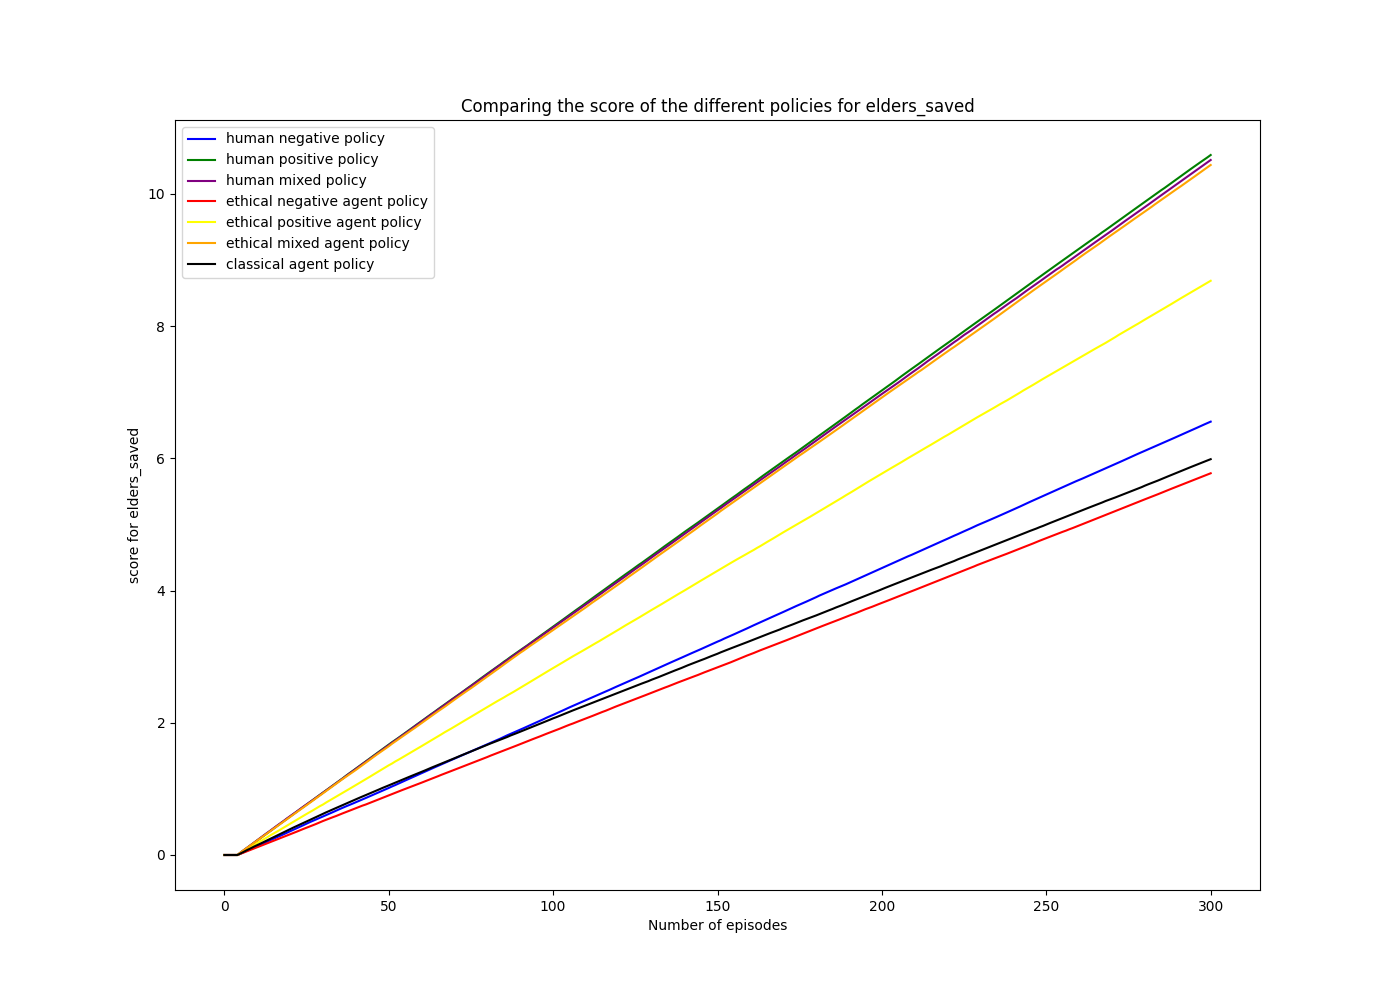 Comparing the score of the different policies for elders_saved
human negative policy
human positive policy
human mixed policy
ethical negative agent policy
ethical positive agent policy
ethical mixed agent policy
classical agent policy
10
8
6
4
2
0
score for elders_saved
0 50 100 150 200 250 300
Number of episodes